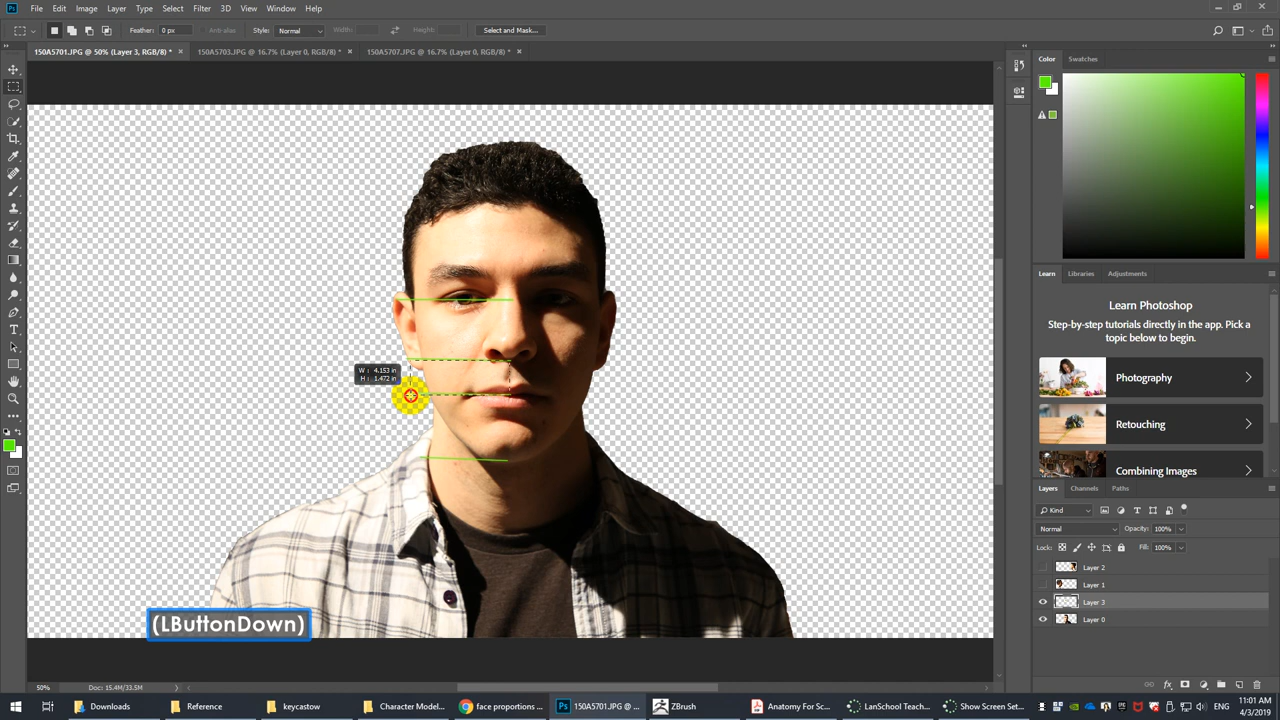 Ps File Edit Image Layer Type Select Filter 3D View Window Help
Feather: 0 px Anti-alias Style: Normal Width: Height: Select and Mask...
150A5701.JPG @ 50% (Layer 3, RGB/8) * × 150A5703.JPG @ 16.7% (Layer 0, RGB/8) * × 150A5707.JPG @ 16.7% (Layer 0, RGB/8) * ×
Color Swatches
Learn Libraries Adjustments
Learn Photoshop
Step-by-step tutorials directly in the app. Pick a
topic below to begin.
Photography
Retouching
Combining Images
W: 4.153 in
H: 1.472 in
Layers Channels Paths
Kind
Normal Opacity: 100%
Lock: Fill: 100%
Layer 2
Layer 1
Layer 3
Layer 0
(LButtonDown)
50% Doc: 15.4M/33.5M
Downloads Reference keycastow Character Model... face proportions ... 150A5701.JPG @ ... ZBrush Anatomy For Sc... LanSchool Teach... Show Screen Set... ENG
11:01 AM
4/3/2019